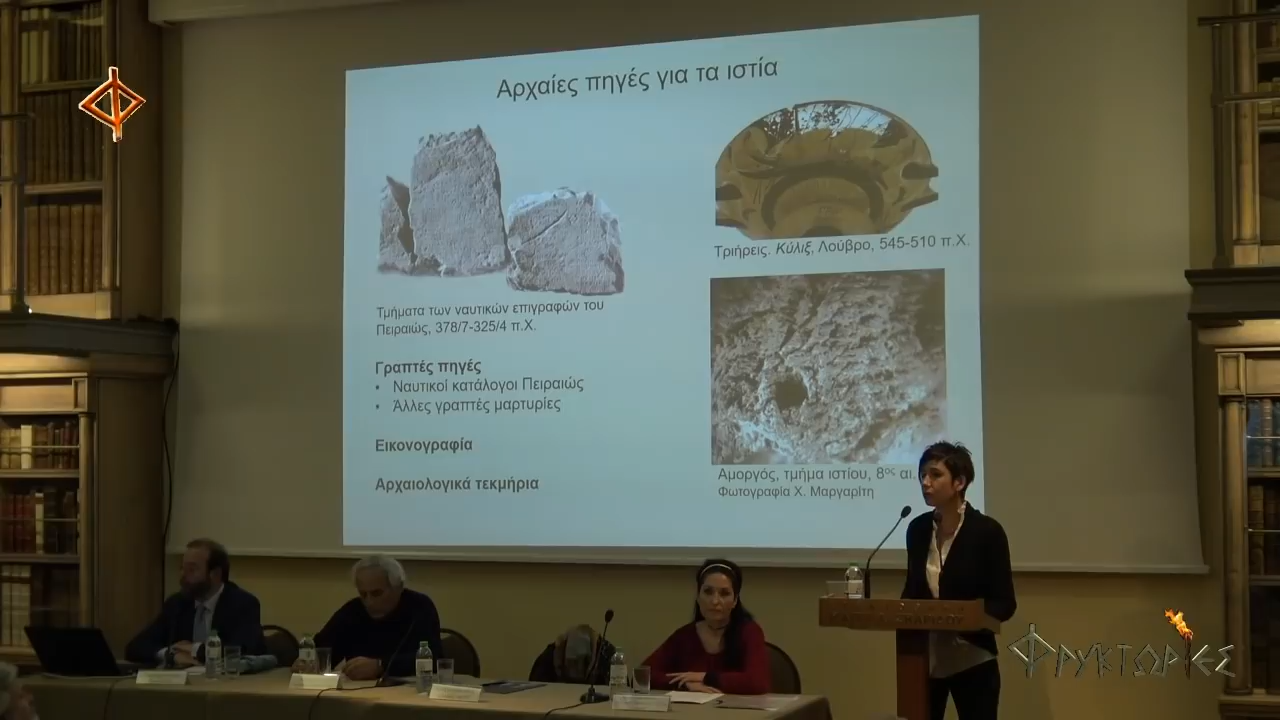 Αρχαίες πηγές για τα ιστία
Τμήματα των ναυτικών επιγραφών του
Πειραιώς, 378/7-325/4 π.Χ.
Γραπτές πηγές
• Ναυτικοί κατάλογοι Πειραιώς
• Άλλες γραπτές μαρτυρίες
Εικονογραφία
Αρχαιολογικά τεκμήρια
Τριήρεις. Κύλιξ, Λούβρο, 545-510 π.Χ.
Αμοργός, τμήμα ιστίου, 8ος αι.
Φωτογραφία Χ. Μαργαρίτη
Φρυκτωρίες